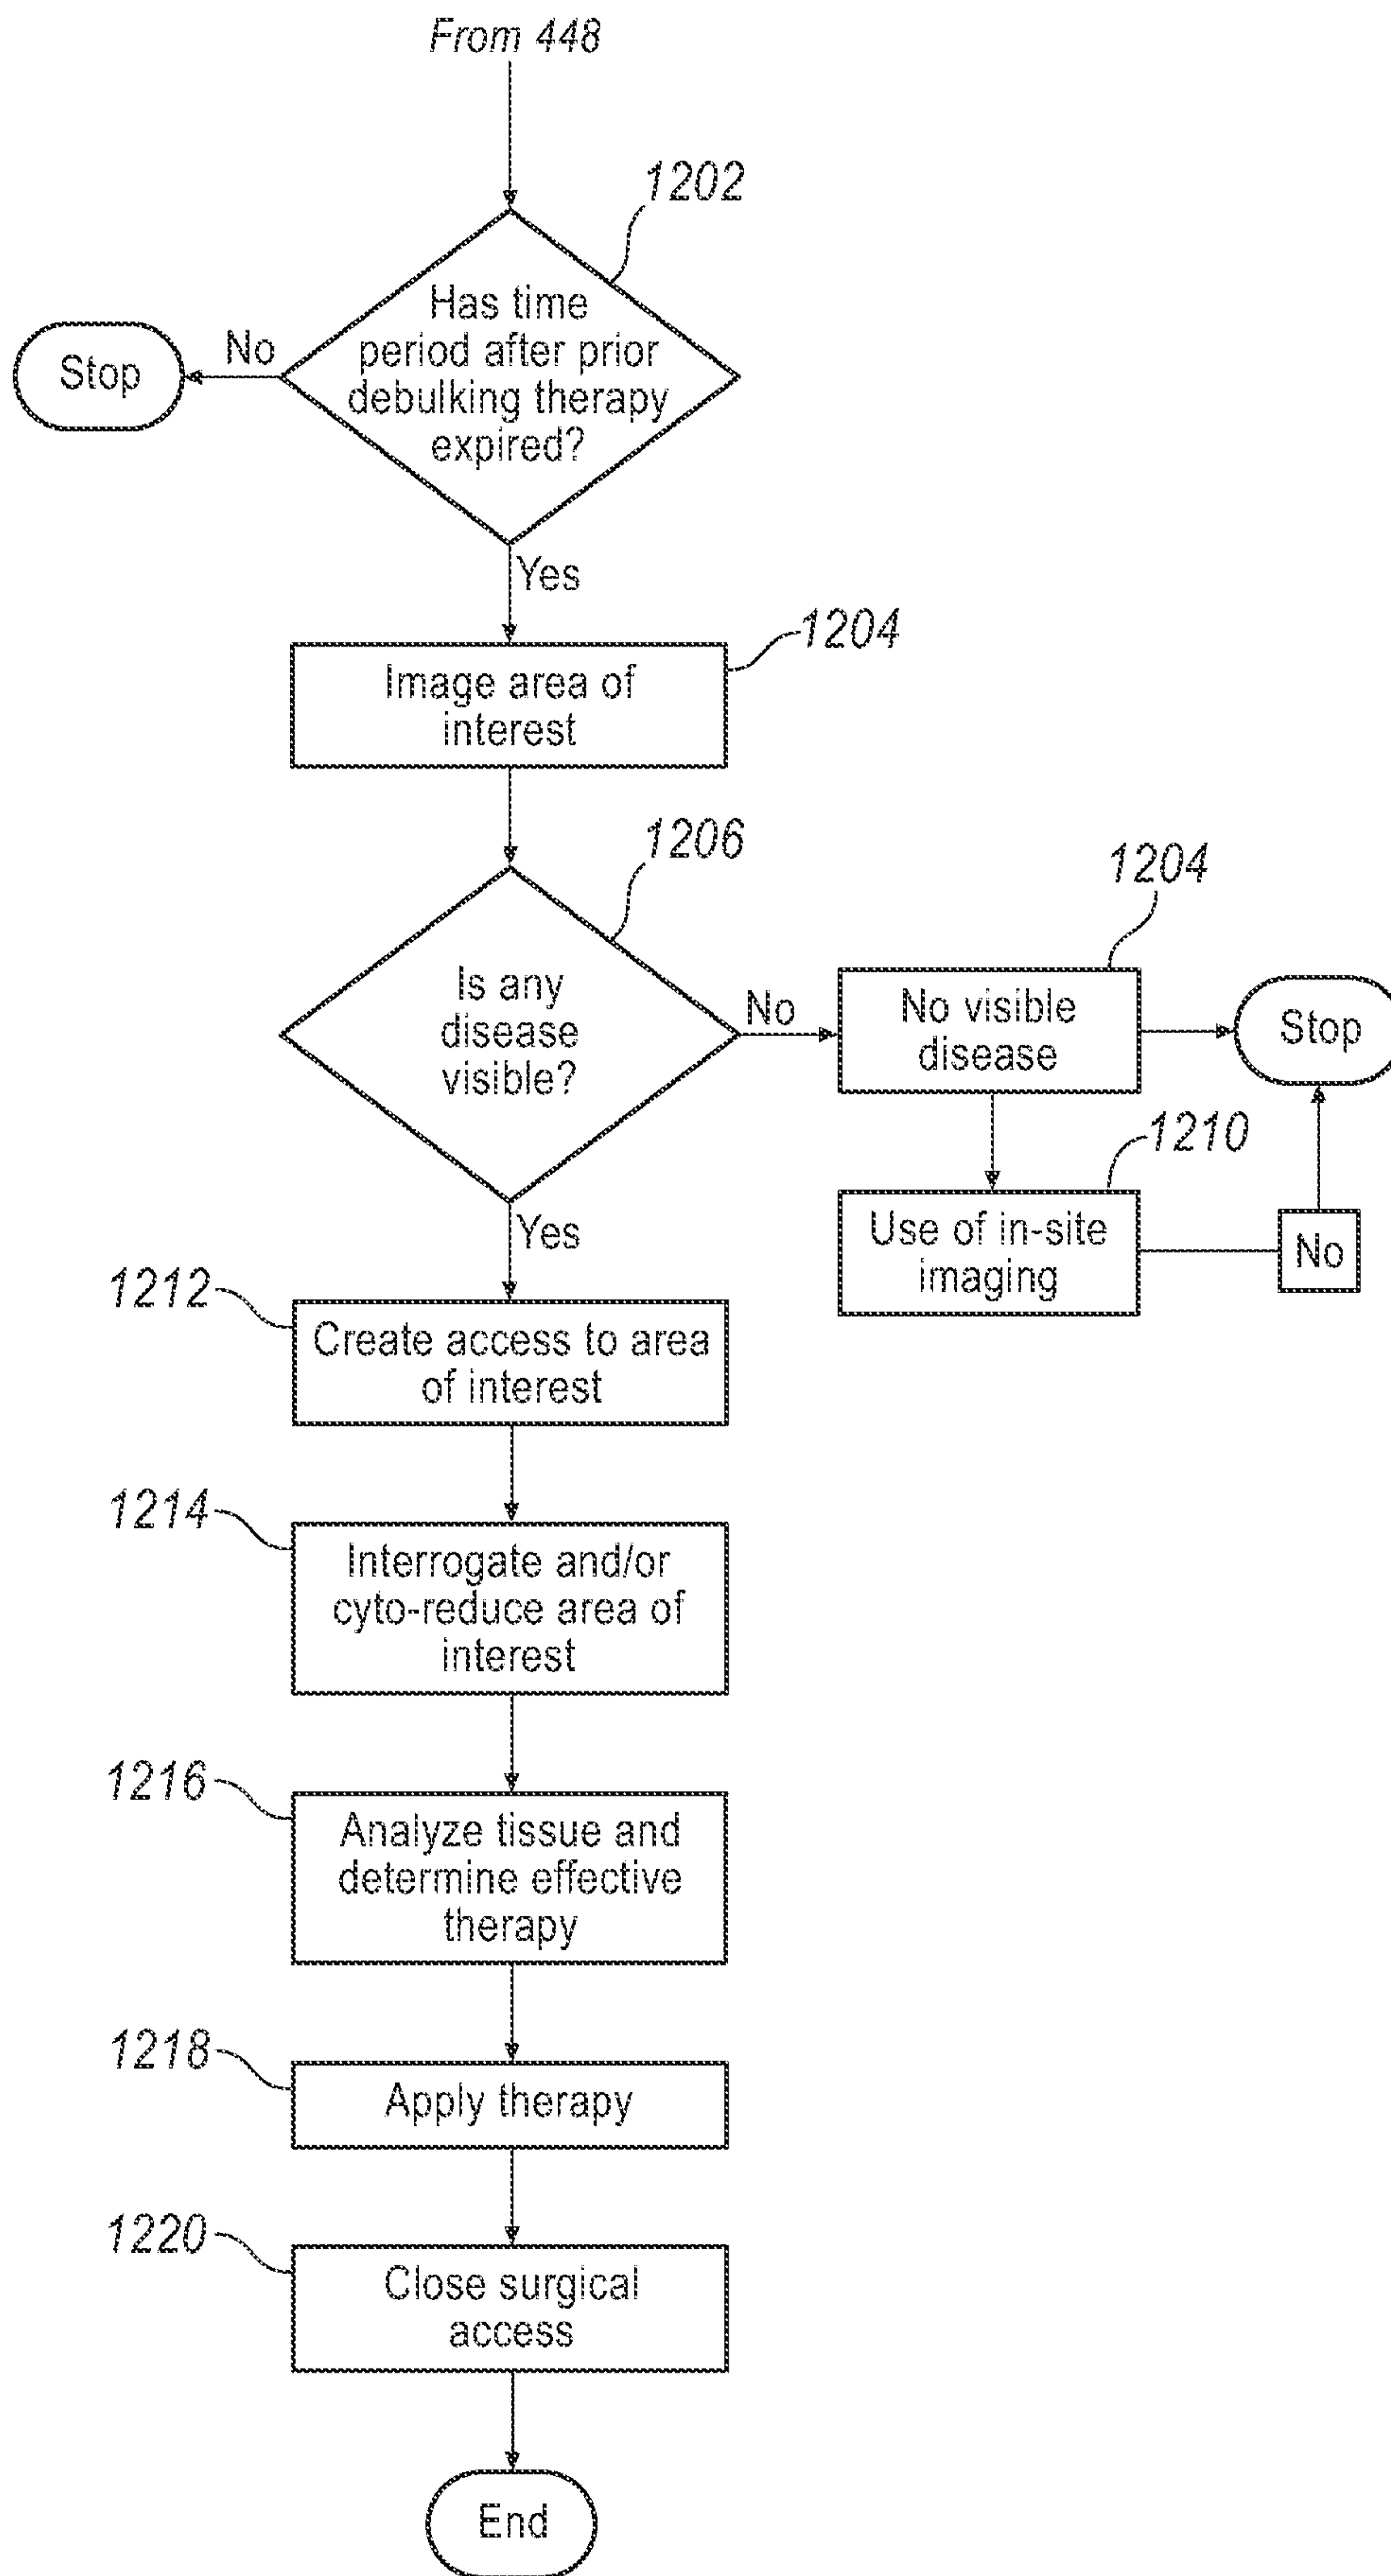 From 448
1202
Has time
period after prior
debulking therapy
expired?
No
Stop
Yes
1204
Image area of
interest
1206
Is any
disease
visible?
No
1204
No visible
disease
Stop
1210
Use of in-site
imaging
No
Yes
1212
Create access to area
of interest
1214
Interrogate and/or
cyto-reduce area of
interest
1216
Analyze tissue and
determine effective
therapy
1218
Apply therapy
1220
Close surgical
access
End